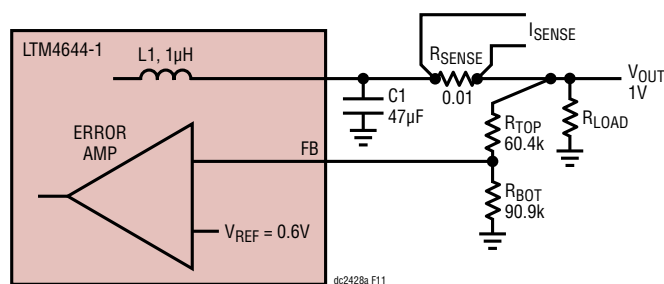 LTM4644-1
L1, 1µH
ISENSE
RSENSE
0.01
VOUT
1V
C1
47µF
RTOP
60.4k
RLOAD
ERROR
AMP
FB
RBOT
90.9k
VREF = 0.6V
dc2428a F11